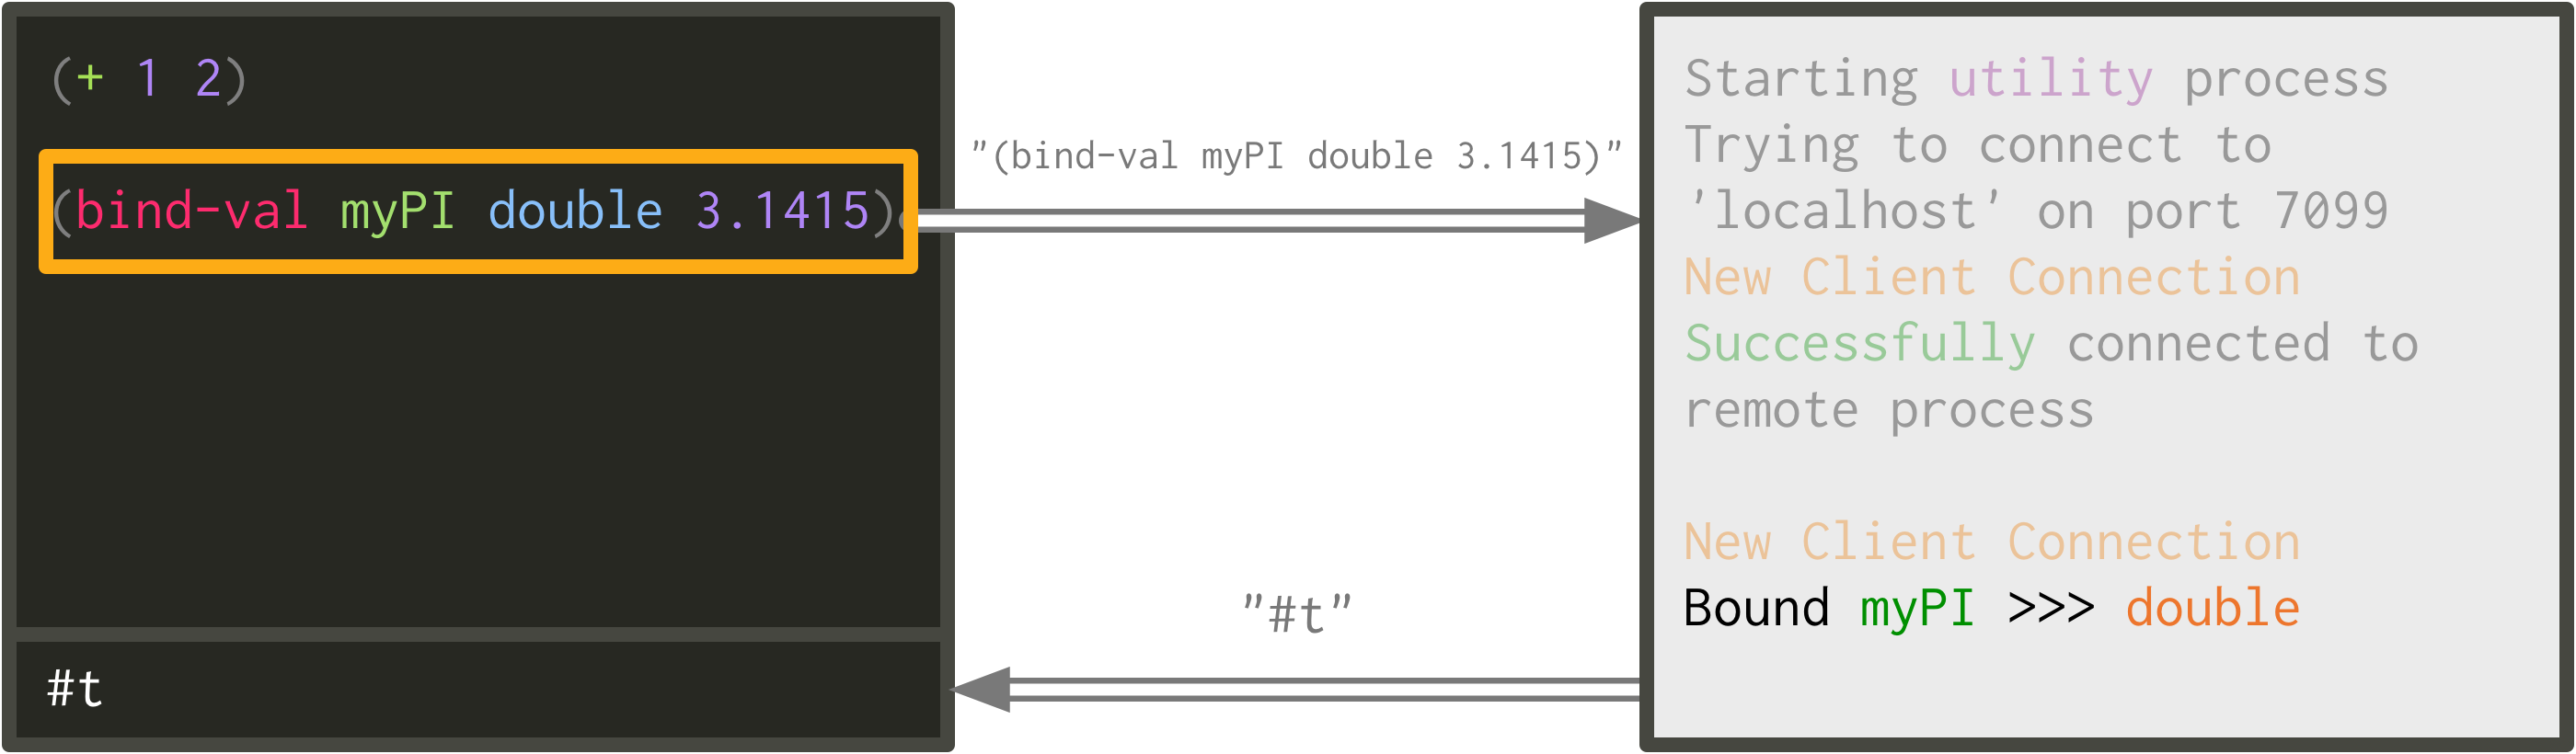 (+ 1 2)
(bind-val myPI double 3.1415)
#t
"(bind-val myPI double 3.1415)"
"#t"
Starting utility process
Trying to connect to
'localhost' on port 7099
New Client Connection
Successfully connected to
remote process
New Client Connection
Bound myPI >>> double